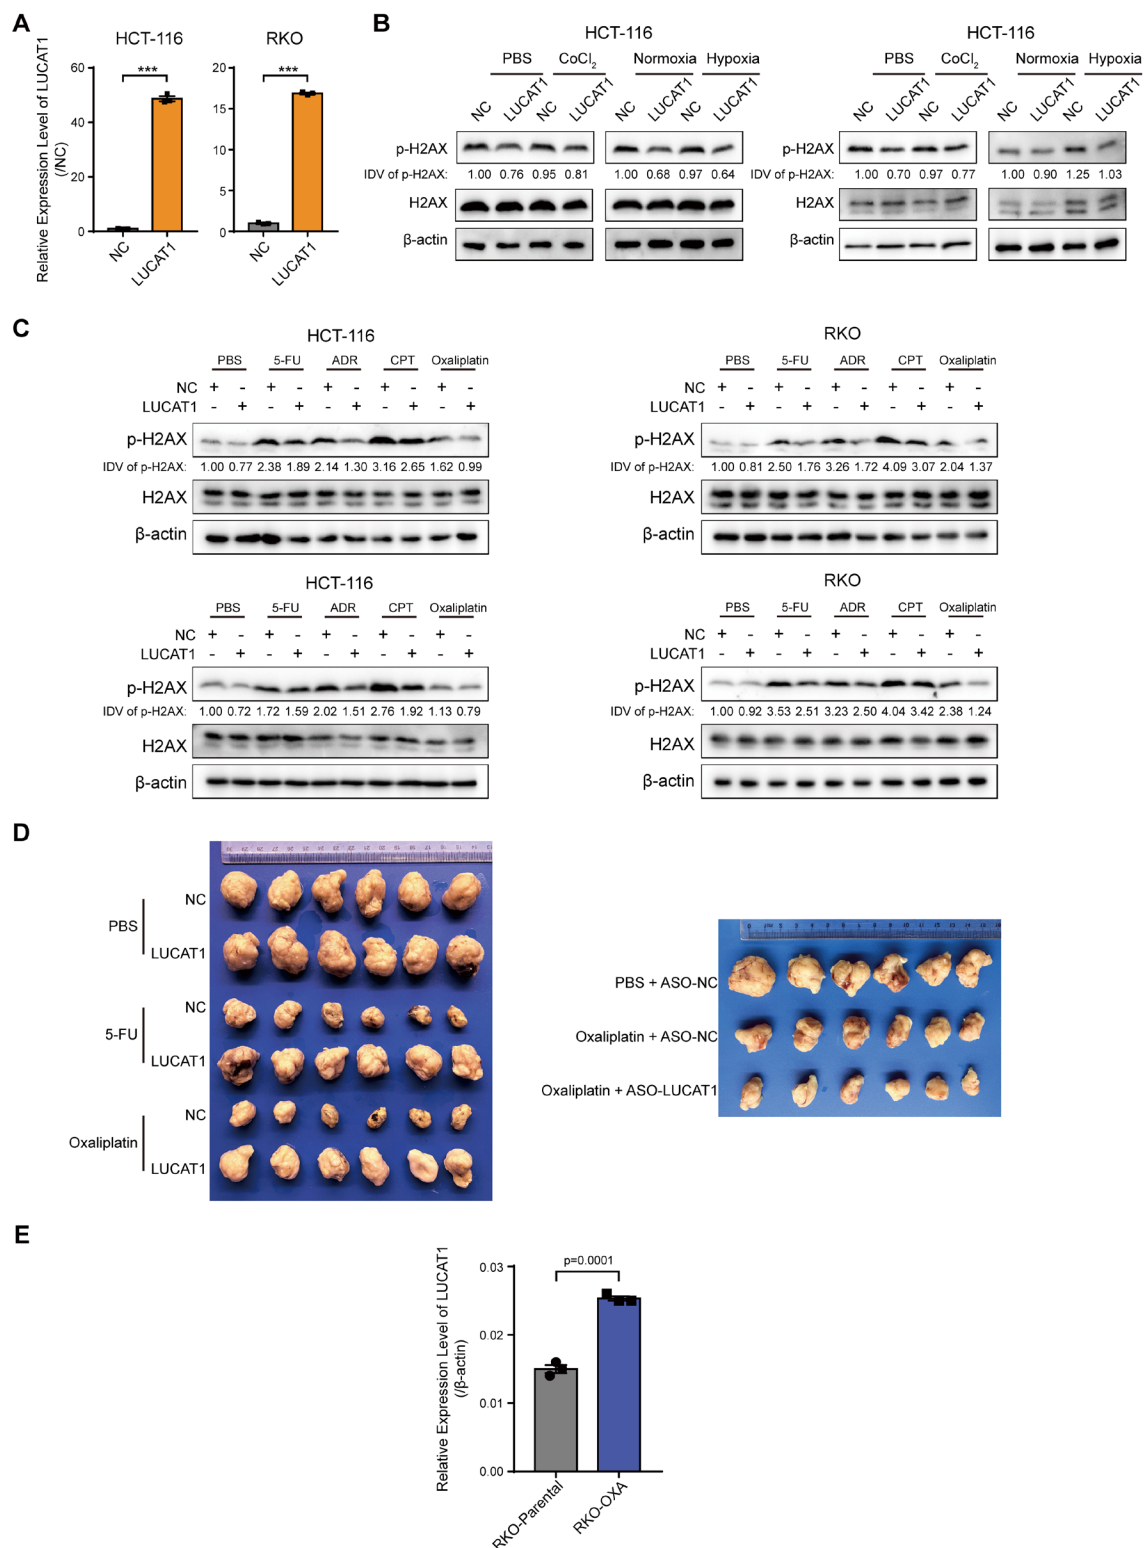 A
HCT-116
RKO
Relative Expression Level of LUCAT1
(/NC)
60
40
20
0
NC
LUCAT1
***
20
15
10
5
0
NC
LUCAT1
***
B
HCT-116
PBS CoCl2 Normoxia Hypoxia
NC LUCAT1 NC LUCAT1 NC LUCAT1 NC LUCAT1
p-H2AX
IDV of p-H2AX: 1.00 0.76 0.95 0.81 1.00 0.68 0.97 0.64
H2AX
β-actin
HCT-116
PBS CoCl2 Normoxia Hypoxia
NC LUCAT1 NC LUCAT1 NC LUCAT1 NC LUCAT1
p-H2AX
IDV of p-H2AX: 1.00 0.70 0.97 0.77 1.00 0.90 1.25 1.03
H2AX
β-actin
C
HCT-116
PBS 5-FU ADR CPT Oxaliplatin
NC + - + - + - + - + -
LUCAT1 - + - + - + - + - +
p-H2AX
IDV of p-H2AX: 1.00 0.77 2.38 1.89 2.14 1.30 3.16 2.65 1.62 0.99
H2AX
β-actin
RKO
PBS 5-FU ADR CPT Oxaliplatin
NC + - + - + - + - + -
LUCAT1 - + - + - + - + - +
p-H2AX
IDV of p-H2AX: 1.00 0.81 2.50 1.76 3.26 1.72 4.09 3.07 2.04 1.37
H2AX
β-actin
HCT-116
PBS 5-FU ADR CPT Oxaliplatin
NC + - + - + - + - + -
LUCAT1 - + - + - + - + - +
p-H2AX
IDV of p-H2AX: 1.00 0.72 1.72 1.59 2.02 1.51 2.76 1.92 1.13 0.79
H2AX
β-actin
RKO
PBS 5-FU ADR CPT Oxaliplatin
NC + - + - + - + - + -
LUCAT1 - + - + - + - + - +
p-H2AX
IDV of p-H2AX: 1.00 0.92 3.53 2.51 3.23 2.50 4.04 3.42 2.38 1.24
H2AX
β-actin
D
PBS
NC
LUCAT1
5-FU
NC
LUCAT1
Oxaliplatin
NC
LUCAT1
PBS + ASO-NC
Oxaliplatin + ASO-NC
Oxaliplatin + ASO-LUCAT1
E
Relative Expression Level of LUCAT1
(/β-actin)
0.03
0.02
0.01
0.00
p=0.0001
RKO-Parental
RKO-OXA